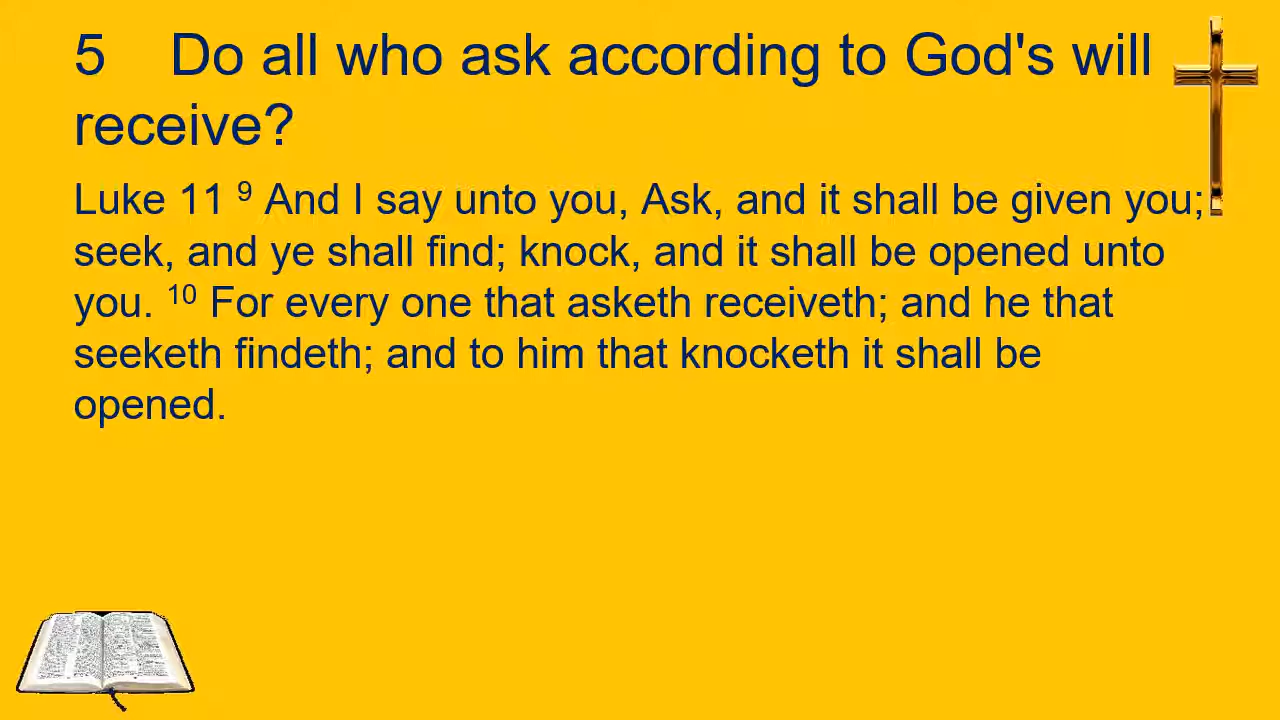 5 Do all who ask according to God's will
receive?
Luke 11 9 And I say unto you, Ask, and it shall be given you;
seek, and ye shall find; knock, and it shall be opened unto
you. 10 For every one that asketh receiveth; and he that
seeketh findeth; and to him that knocketh it shall be
opened.